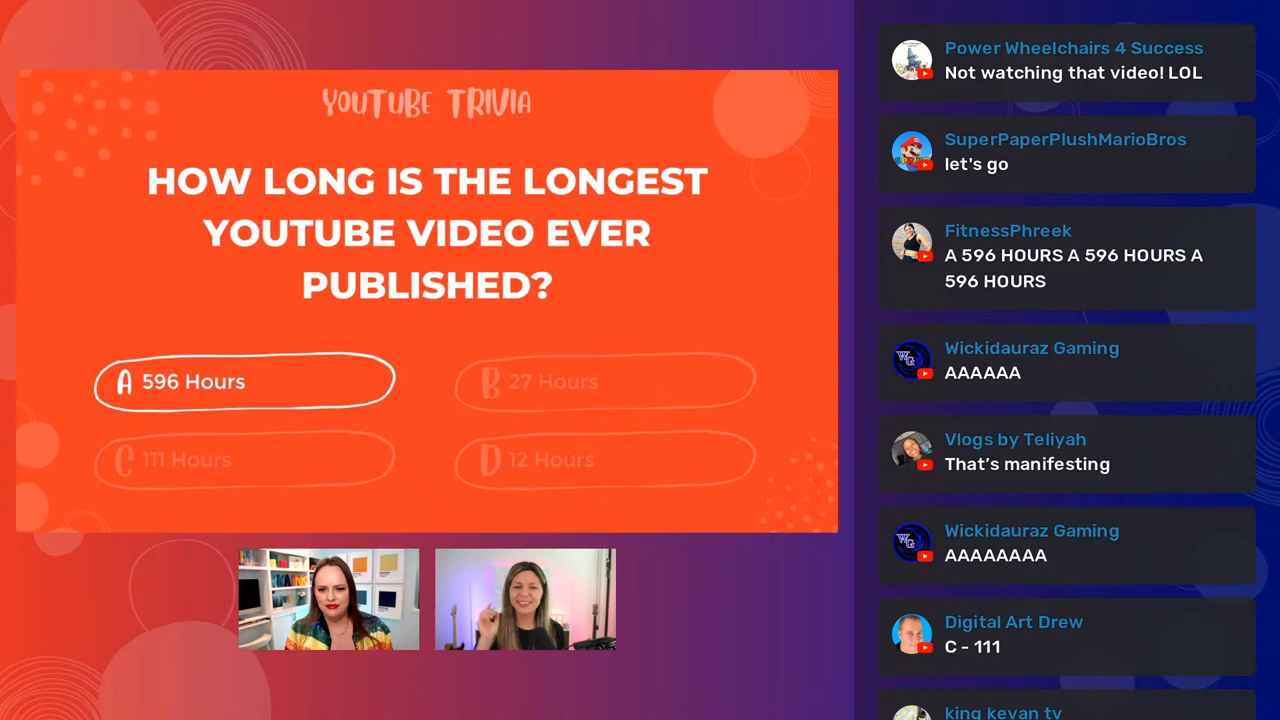 YOUTUBE TRIVIA
HOW LONG IS THE LONGEST
YOUTUBE VIDEO EVER
PUBLISHED?
A 596 Hours
B 27 Hours
C 111 Hours
D 12 Hours
Power Wheelchairs 4 Success
Not watching that video! LOL
SuperPaperPlushMarioBros
let's go
FitnessPhreek
A 596 HOURS A 596 HOURS A
596 HOURS
Wickidauraz Gaming
AAAAAA
Vlogs by Teliyah
That’s manifesting
Wickidauraz Gaming
AAAAAAAA
Digital Art Drew
C - 111
king kevan tv